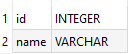 1 id INTEGER
2 name VARCHAR